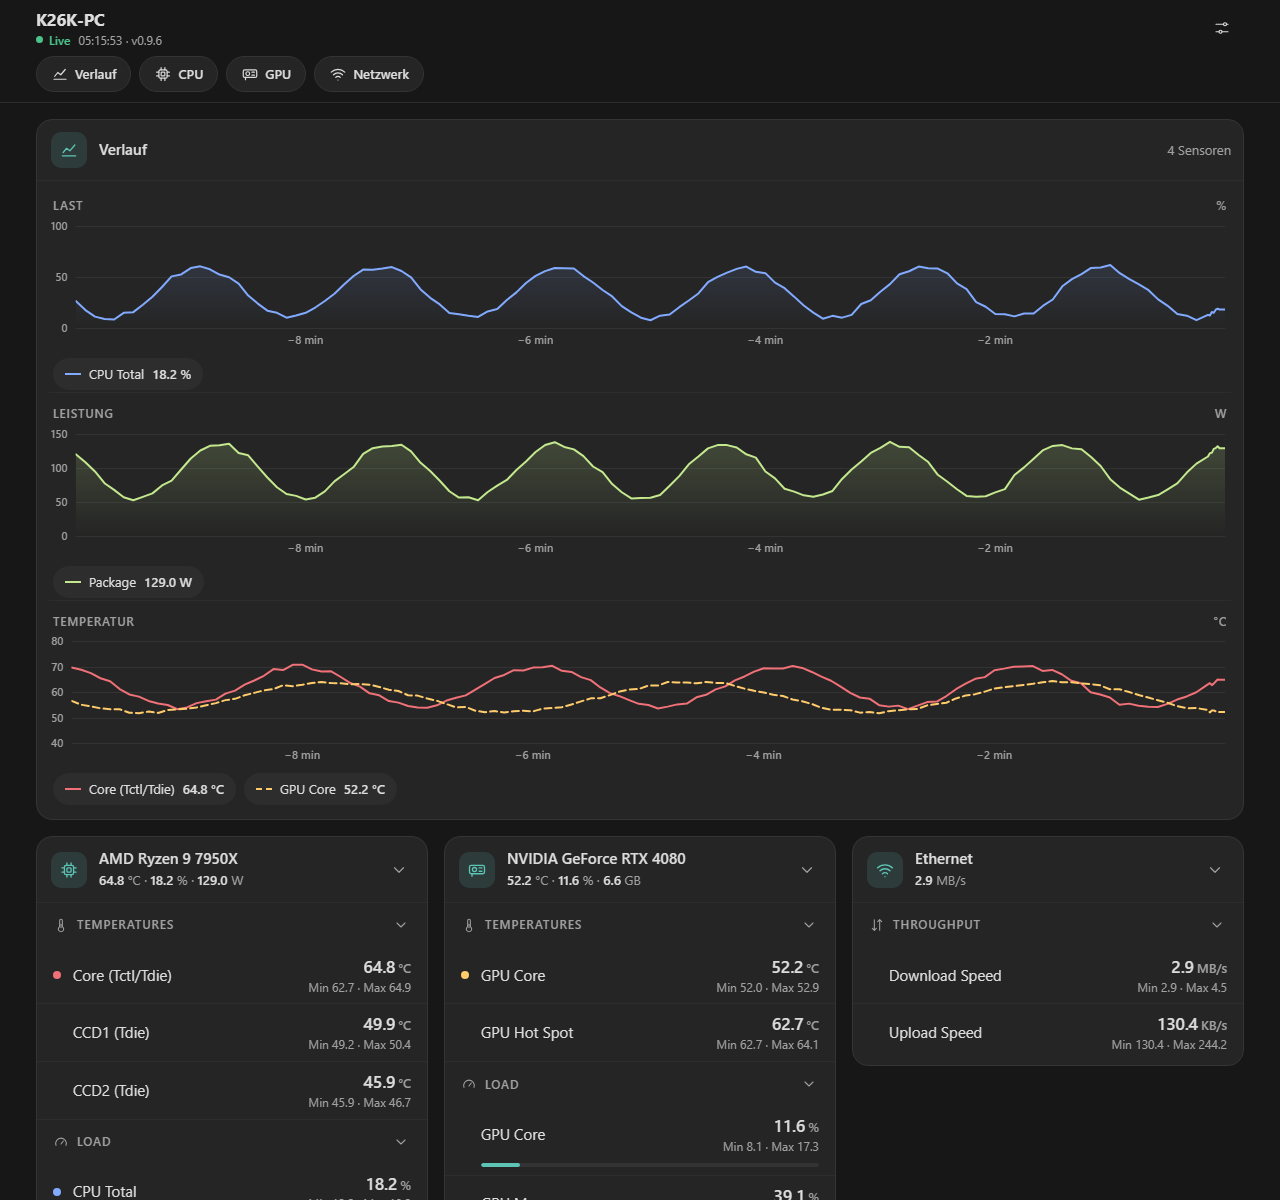 K26K-PC
Live 05:15:53 · v0.9.6
Verlauf CPU GPU Netzwerk
Verlauf
4 Sensoren
LAST %
100
50
0
−8 min −6 min −4 min −2 min
CPU Total 18.2 %
LEISTUNG W
150
100
50
0
−8 min −6 min −4 min −2 min
Package 129.0 W
TEMPERATUR °C
80
70
60
50
40
−8 min −6 min −4 min −2 min
Core (Tctl/Tdie) 64.8 °C GPU Core 52.2 °C
AMD Ryzen 9 7950X
64.8 °C · 18.2 % · 129.0 W
TEMPERATURES
Core (Tctl/Tdie) 64.8 °C
Min 62.7 · Max 64.9
CCD1 (Tdie) 49.9 °C
Min 49.2 · Max 50.4
CCD2 (Tdie) 45.9 °C
Min 45.9 · Max 46.7
LOAD
CPU Total 18.2 %
NVIDIA GeForce RTX 4080
52.2 °C · 11.6 % · 6.6 GB
TEMPERATURES
GPU Core 52.2 °C
Min 52.0 · Max 52.9
GPU Hot Spot 62.7 °C
Min 62.7 · Max 64.1
LOAD
GPU Core 11.6 %
Min 8.1 · Max 17.3
39.1 %
Ethernet
2.9 MB/s
THROUGHPUT
Download Speed 2.9 MB/s
Min 2.9 · Max 4.5
Upload Speed 130.4 KB/s
Min 130.4 · Max 244.2